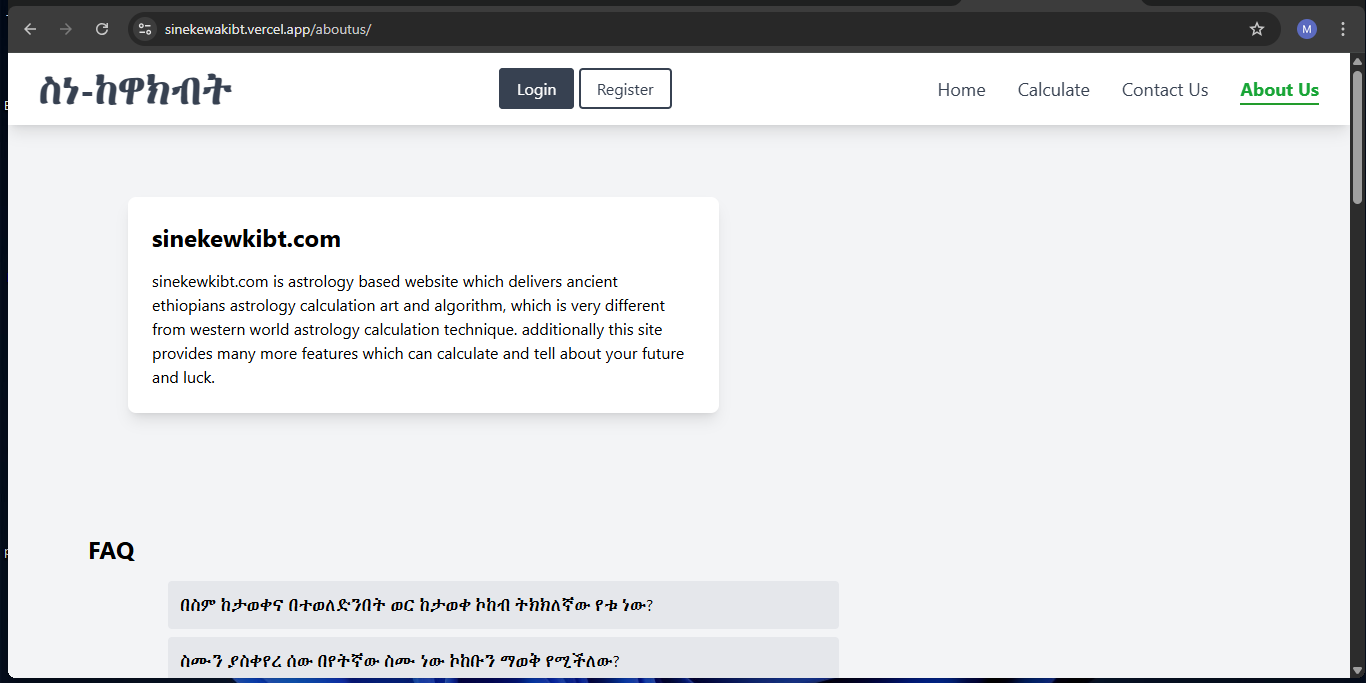 sinekewakibt.vercel.app/aboutus/
M
ስነ-ከዋክብት
Login
Register
Home
Calculate
Contact Us
About Us
sinekewkibt.com
sinekewkibt.com is astrology based website which delivers ancient
ethiopians astrology calculation art and algorithm, which is very different
from western world astrology calculation technique. additionally this site
provides many more features which can calculate and tell about your future
and luck.
FAQ
በስም ከታወቀና በተወለድንበት ወር ከታወቀ ኮከብ ትክክለኛው የቱ ነው?
ስሙን ያስቀየረ ሰው በየትኛው ስሙ ነው ኮከቡን ማወቅ የሚችለው?